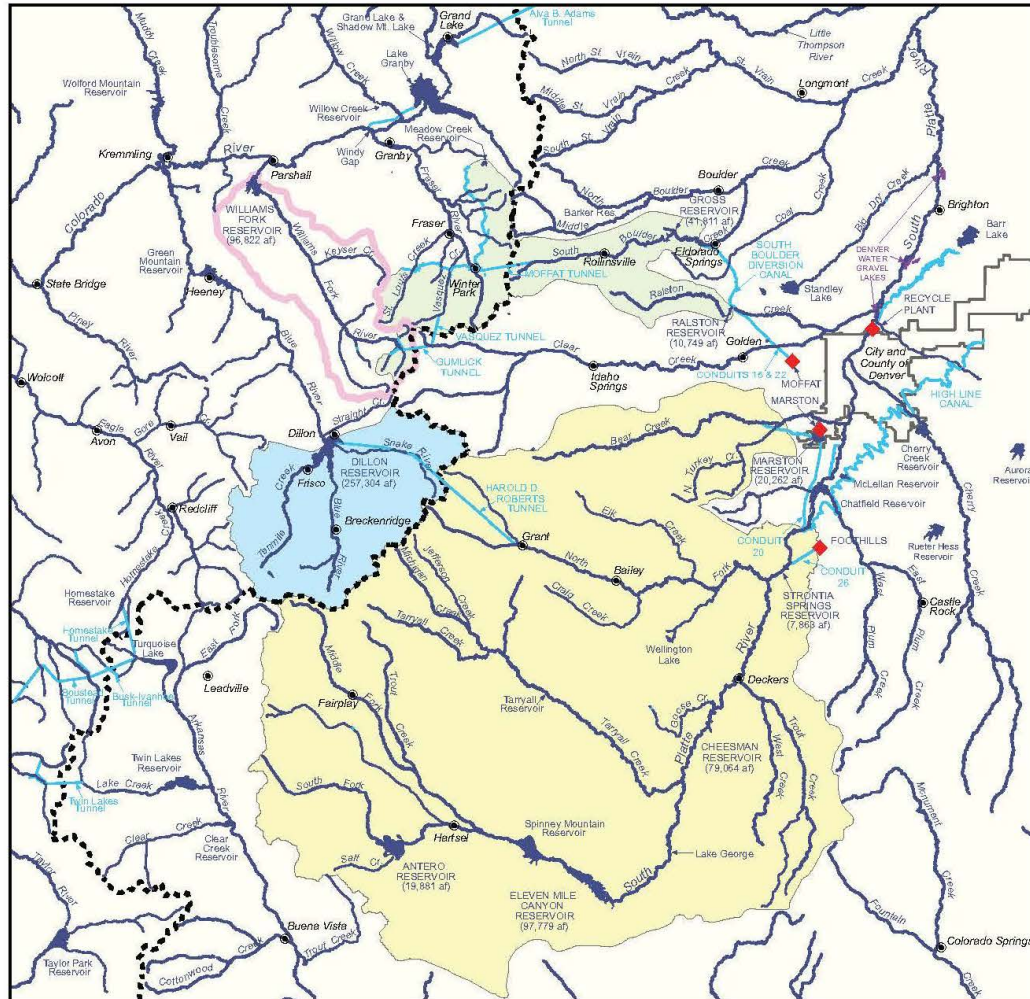 Muddy Creek
Troublesome
Creek
Grand Lake &
Shadow Mt. Lake
Grand
Lake
Alva B. Adams
Tunnel
Willow Creek
Lake
Granby
North St. Vrain
Creek
St. Vrain
Creek
Little
Thompson
River
Longmont
Platte
River
Wolford Mountain
Reservoir
Willow Creek
Reservoir
Middle
St. Vrain
South St. Vrain
Meadow Creek
Reservoir
Windy
Gap
Granby
Kremmling
River
Parshall
Colorado
Fraser
River
North
Boulder
Creek
Boulder
Barker Res.
Middle
GROSS
RESERVOIR
(41,811 af)
Coal
Creek
Big Dry Creek
South
Brighton
Barr
Lake
WILLIAMS
FORK
RESERVOIR
(96,822 af)
Williams
Fork
River
Keyser Cr.
Fraser
St. Louis Creek
Vasquez
Cr.
Winter
Park
South
Boulder
Creek
Rollinsville
Eldorado
Springs
MOFFAT TUNNEL
SOUTH
BOULDER
DIVERSION
CANAL
DENVER
WATER
GRAVEL
LAKES
Standley
Lake
RECYCLE
PLANT
Green
Mountain
Reservoir
Heeney
State Bridge
Piney
River
Blue
River
Ralston
Creek
RALSTON
RESERVOIR
(10,749 af)
VASQUEZ TUNNEL
GUMLICK
TUNNEL
Clear
Creek
Golden
Idaho
Springs
CONDUITS 16 & 22
MOFFAT
City and
County of
Denver
HIGH LINE
CANAL
Wolcott
Eagle
River
Gore
Cr.
Avon
Vail
Straight Cr.
Dillon
Snake
River
DILLON
RESERVOIR
(257,304 af)
Frisco
Tenmile
Creek
Blue
River
Breckenridge
HAROLD D.
ROBERTS
TUNNEL
MARSTON
MARSTON
RESERVOIR
(20,262 af)
Bear Creek
N. Turkey
Cr.
Cherry
Creek
Reservoir
McLellan Reservoir
Chatfield Reservoir
Aurora
Reservoir
Cherry
Creek
Redcliff
Homestake
Creek
Homestake
Reservoir
Homestake
Tunnel
Turquoise
Lake
Boustead
Tunnel
Busk-Ivanhoe
Tunnel
East
Fork
Leadville
Arkansas
River
Grant
North
Fork
Elk
Creek
Bailey
Craig
Creek
CONDUIT
20
FOOTHILLS
CONDUIT
26
STRONTIA
SPRINGS
RESERVOIR
(7,863 af)
Rueter Hess
Reservoir
West
Plum
Creek
East
Plum
Creek
Castle
Rock
Michigan
Creek
Jefferson
Creek
Tarryall
Creek
Wellington
Lake
River
Deckers
Middle
Fork
Trout
Creek
Fairplay
Tarryall
Reservoir
Tarryall
Creek
Goose Cr.
Platte
CHEESMAN
RESERVOIR
(79,064 af)
West
Creek
Trout
Creek
Twin Lakes
Reservoir
Lake Creek
Twin Lakes
Tunnel
Clear
Creek
Clear
Creek
Reservoir
South
Fork
Hartsel
Spinney Mountain
Reservoir
Salt
Cr.
ANTERO
RESERVOIR
(19,881 af)
ELEVEN MILE
CANYON
RESERVOIR
(97,779 af)
South
Lake George
Monument
Creek
Fountain
Creek
Colorado Springs
Taylor
River
Taylor Park
Reservoir
Buena Vista
Trout Creek
Cottonwood
Creek